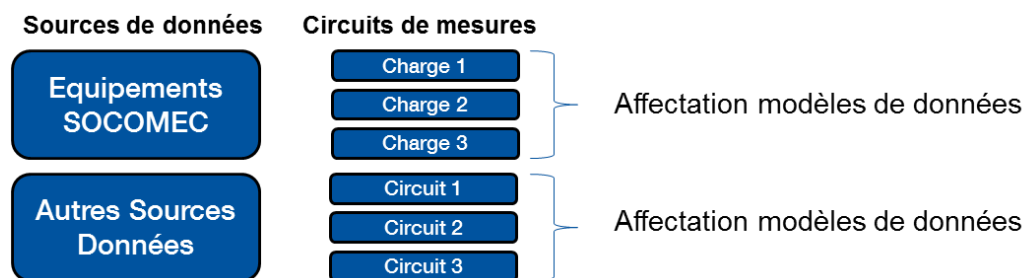 Sources de données
Circuits de mesures
Equipements
SOCOMEC
Charge 1
Charge 2
Charge 3
Affectation modèles de données
Autres Sources
Données
Circuit 1
Circuit 2
Circuit 3
Affectation modèles de données